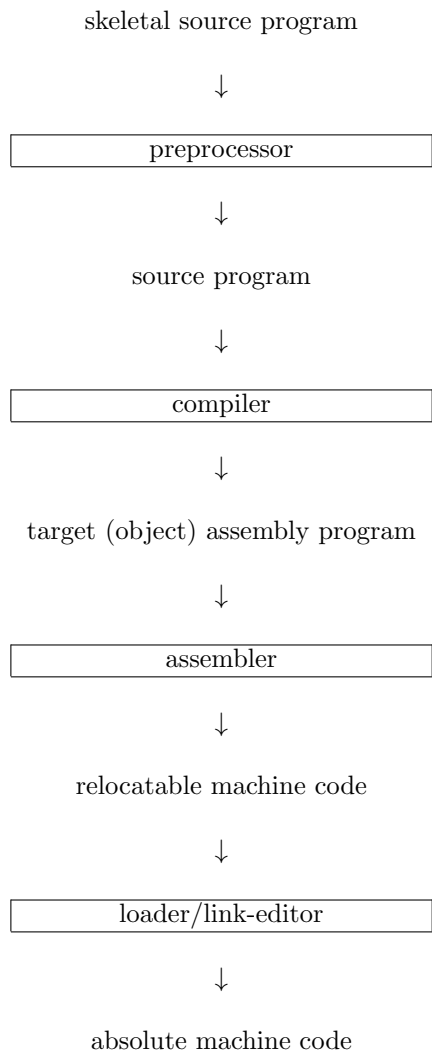 skeletal source program
↓
preprocessor
↓
source program
↓
compiler
↓
target (object) assembly program
↓
assembler
↓
relocatable machine code
↓
loader/link-editor
↓
absolute machine code